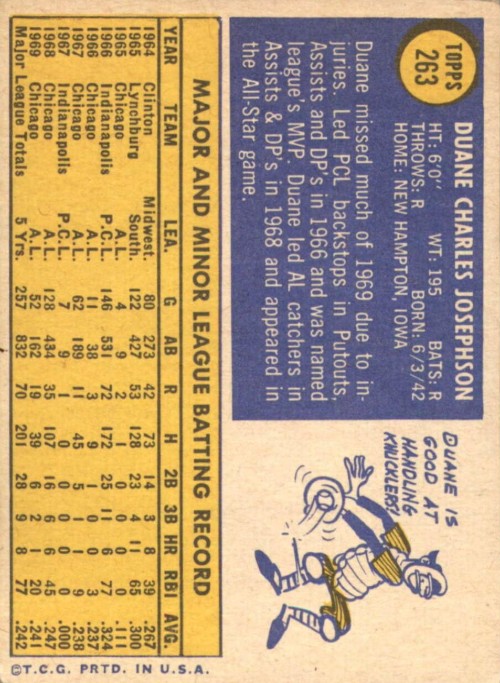 TOPPS
263
DUANE CHARLES JOSEPHSON
HT: 6'0" WT: 195 BATS: R
THROWS: R BORN: 6/3/42
HOME: NEW HAMPTON, IOWA
Duane missed much of 1969 due to in-
juries. Led PCL backstops in Putouts,
Assists and DP's in 1966 and was named
league's MVP. Duane led AL catchers in
Assists & DP's in 1968 and appeared in
the All-Star game.
DUANE IS
GOOD AT
HANDLING
KNUCKLERS!
MAJOR AND MINOR LEAGUE BATTING RECORD
YEAR TEAM LEA. G AB R H 2B 3B HR RBI AVG.
1964 Clinton Midwest. 80 273 42 73 14 3 8 39 .267
1965 Lynchburg South. 122 427 53 128 23 4 11 65 .300
1965 Chicago A.L. 4 9 2 1 0 0 0 0 .111
1966 Indianapolis P.C.L. 146 531 72 172 25 11 6 77 .324
1966 Chicago A.L. 11 38 3 9 1 0 0 3 .237
1967 Chicago A.L. 62 189 11 45 5 1 1 9 .238
1967 Indianapolis P.C.L. 7 9 1 0 0 0 0 0 .000
1968 Chicago A.L. 128 434 35 107 16 6 6 45 .247
1969 Chicago A.L. 52 162 19 39 6 2 1 20 .241
Major League Totals 5 Yrs. 257 832 70 201 28 9 8 77 .242
©T.C.G. PRTD. IN U.S.A.